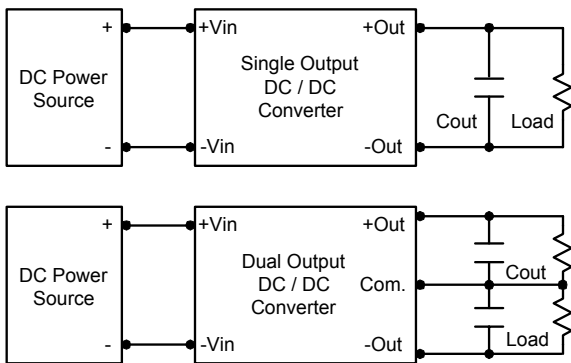 +
+Vin
+Out
DC Power
Source
Single Output
DC / DC
Converter
Cout
Load
-
-Vin
-Out
+
+Vin
+Out
DC Power
Source
Dual Output
DC / DC
Converter
Com.
Cout
-
-Vin
-Out
Load